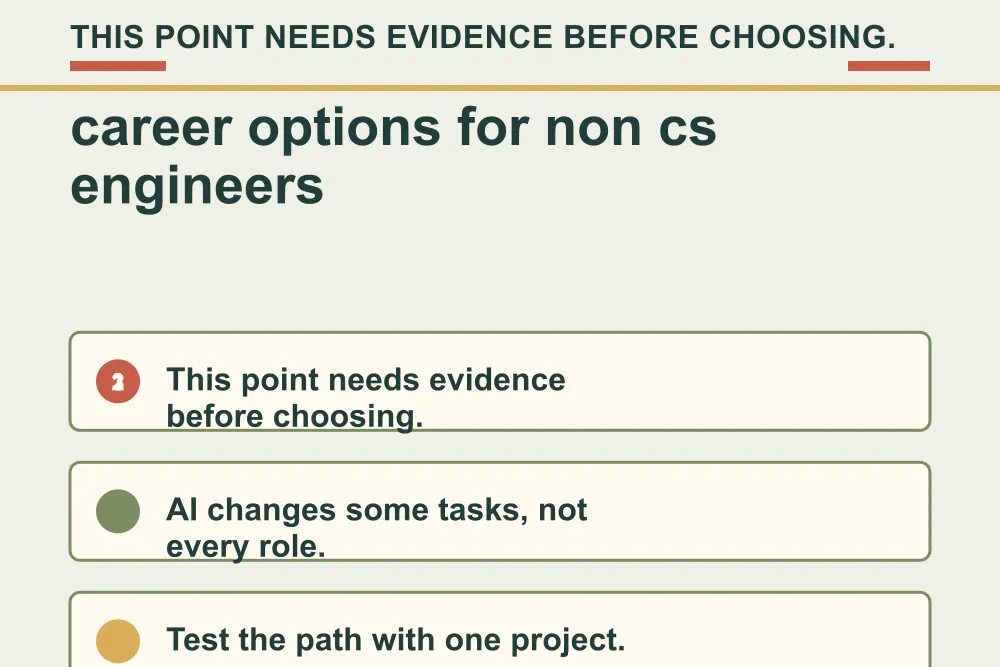 THIS POINT NEEDS EVIDENCE BEFORE CHOOSING.
career options for non cs
engineers
This point needs evidence
before choosing.
AI changes some tasks, not
every role.
Test the path with one project.